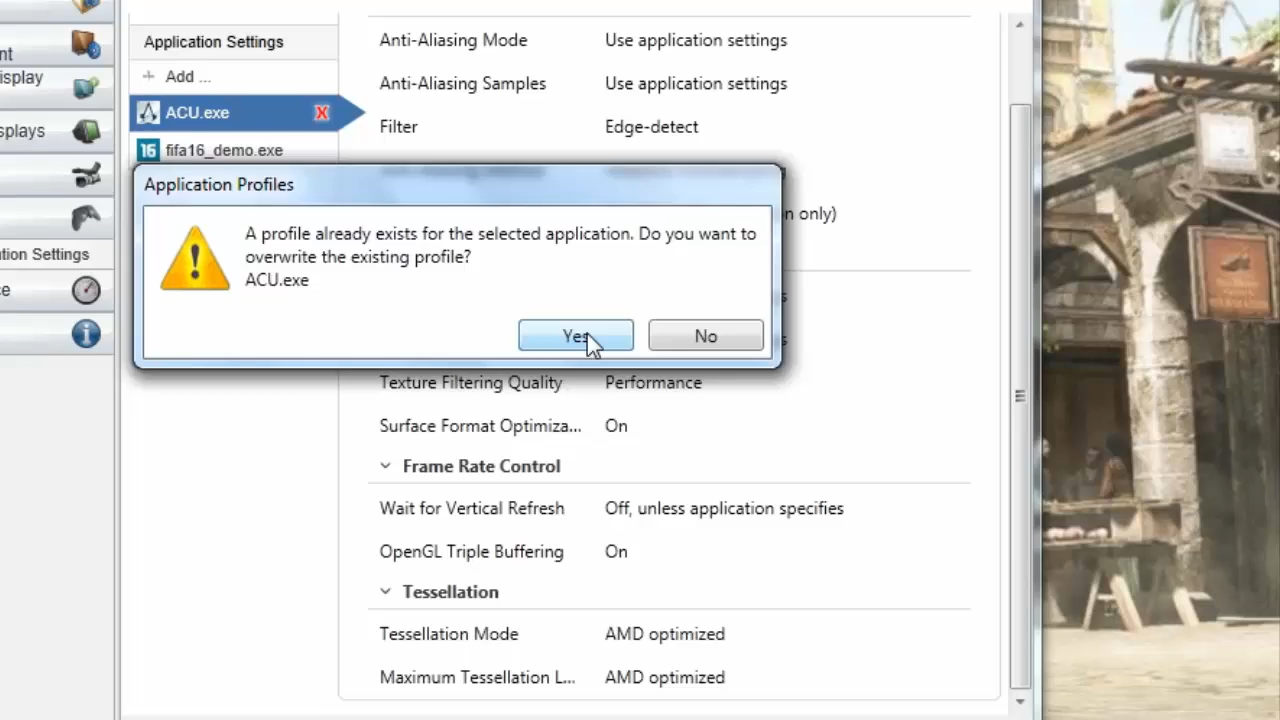 nt
isplay
splays
ation Settings
ce
Application Settings
Add ...
ACU.exe
X
16 fifa16_demo.exe
Anti-Aliasing Mode Use application settings
Anti-Aliasing Samples Use application settings
Filter Edge-detect
n only)
s
s
Application Profiles
A profile already exists for the selected application. Do you want to
overwrite the existing profile?
ACU.exe
Yes No
Texture Filtering Quality Performance
Surface Format Optimiza... On
Frame Rate Control
Wait for Vertical Refresh Off, unless application specifies
OpenGL Triple Buffering On
Tessellation
Tessellation Mode AMD optimized
Maximum Tessellation L... AMD optimized